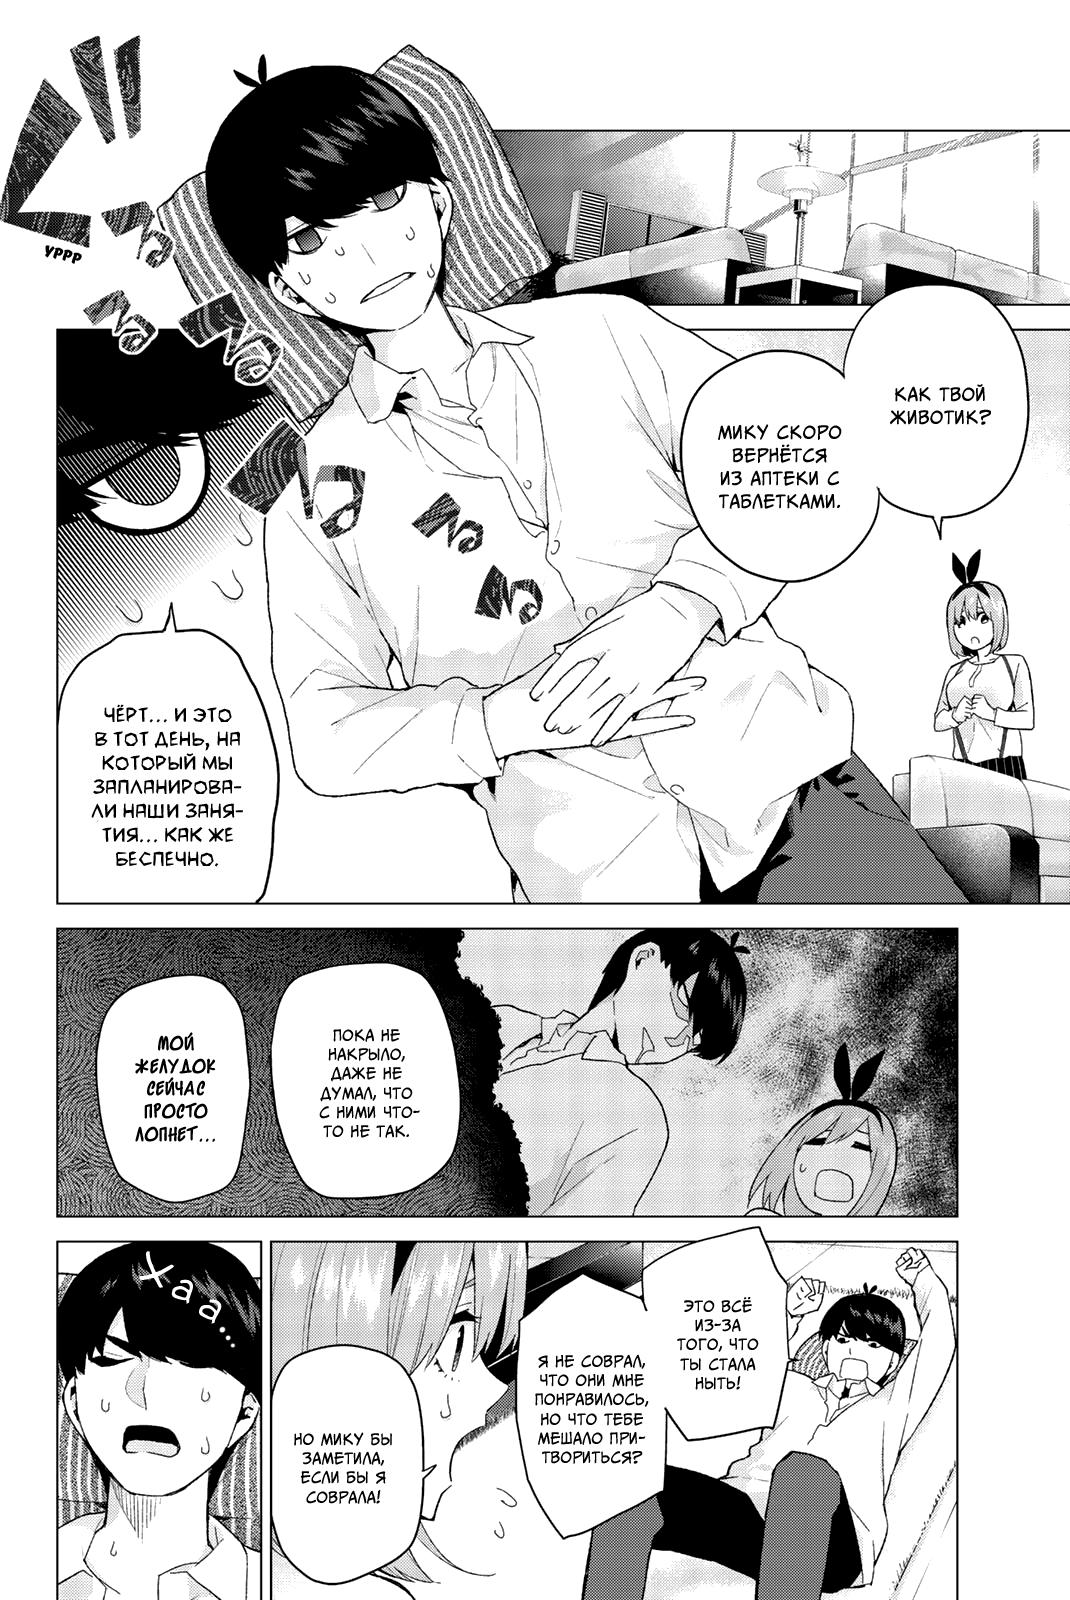 УРРР
КАК ТВОЙ
ЖИВОТИК?
МИКУ СКОРО
ВЕРНЁТСЯ
ИЗ АПТЕКИ С
ТАБЛЕТКАМИ.
ЧЁРТ... И ЭТО
В ТОТ ДЕНЬ, НА
КОТОРЫЙ МЫ
ЗАПЛАНИРОВА-
ЛИ НАШИ ЗАНЯ-
ТИЯ... КАК ЖЕ
БЕСПЕЧНО.
МОЙ
ЖЕЛУДОК
СЕЙЧАС
ПРОСТО
ЛОПНЕТ...
ПОКА НЕ
НАКРЫЛО,
ДАЖЕ НЕ
ДУМАЛ, ЧТО
С НИМИ ЧТО-
ТО НЕ ТАК.
Хаа...
НО МИКУ БЫ
ЗАМЕТИЛА,
ЕСЛИ БЫ Я
СОВРАЛА!
Я НЕ СОВРАЛ,
ЧТО ОНИ МНЕ
ПОНРАВИЛОСЬ,
НО ЧТО ТЕБЕ
МЕШАЛО ПРИ-
ТВОРИТЬСЯ?
ЭТО ВСЁ
ИЗ-ЗА
ТОГО, ЧТО
ТЫ СТАЛА
НЫТЬ!